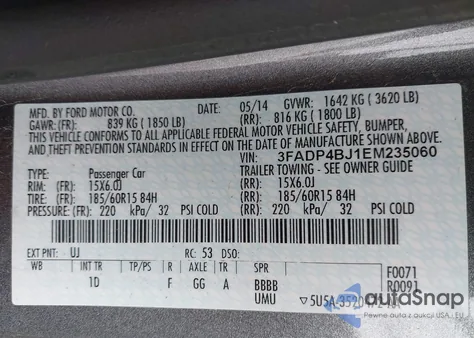 MFD. BY FORD MOTOR CO.
DATE: 05/14 GVWR: 1642 KG (3620 LB)
GAWR: (FR): 839 KG (1850 LB) (RR): 816 KG (1800 LB)
THIS VEHICLE CONFORMS TO ALL APPLICABLE FEDERAL MOTOR VEHICLE SAFETY, BUMPER,
AND THEFT PREVENTION STANDARDS IN EFFECT ON THE
DATE OF MANUFACTURE SHOWN ABOVE.
VIN: 3FADP4BJ1EM235060
TYPE: Passenger Car TRAILER TOWING - SEE OWNER GUIDE
RIM: (FR): 15X6.0J (RR): 15X6.0J
TIRE: (FR): 185/60R15 84H (RR): 185/60R15 84H
PRESSURE: (FR): 220 kPa/ 32 PSI COLD (RR): 220 kPa/ 32 PSI COLD
EXT PNT: UJ RC: 53 DSO:
WB INT TR TP/PS R AXLE TR SPR
1D F GG A BBBB
UMU
F0071
R0091
autoSnap
Auction Purchases USA / EU